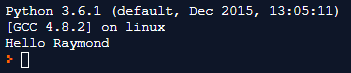 Python 3.6.1 (default, Dec 2015, 13:05:11)
[GCC 4.8.2] on linux
Hello Raymond